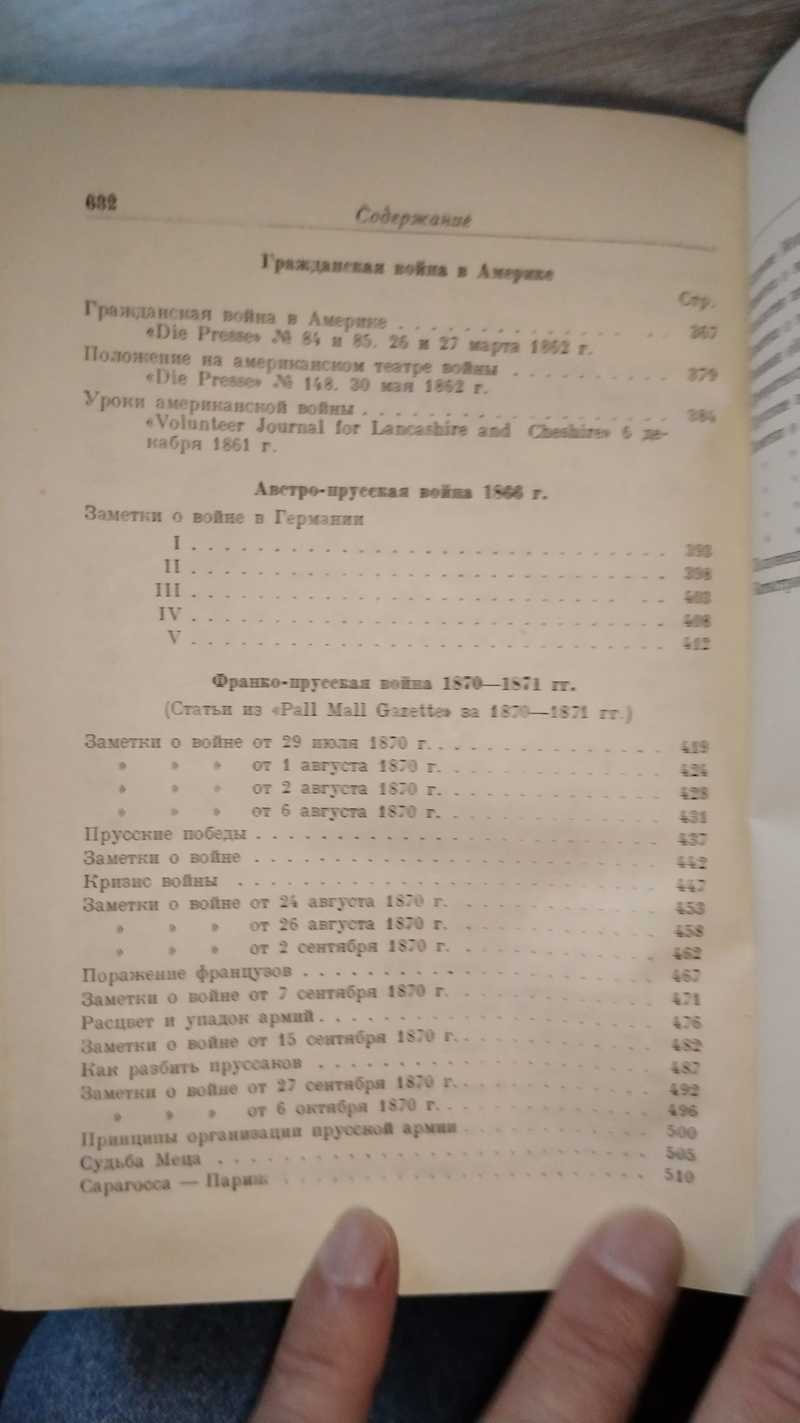 632
Содержание
Гражданская война в Америке
Стр.
Гражданская война в Америке . . . . . . . . . . . . . . . 367
«Die Presse» № 84 и 85. 26 и 27 марта 1862 г.
Положение на американском театре войны . . . . . . . . . . 379
«Die Presse» № 148. 30 мая 1862 г.
Уроки американской войны . . . . . . . . . . . . . . . . . 384
«Volunteer Journal for Lancashire and Cheshire» 6 де-
кабря 1861 г.
Австро-прусская война 1866 г.
Заметки о войне в Германии
I . . . . . . . . . . . . . . . . . . . . . . . . . . 393
II . . . . . . . . . . . . . . . . . . . . . . . . . . 398
III . . . . . . . . . . . . . . . . . . . . . . . . . . 403
IV . . . . . . . . . . . . . . . . . . . . . . . . . . 408
V . . . . . . . . . . . . . . . . . . . . . . . . . . 412
Франко-прусская война 1870—1871 гг.
(Статьи из «Pall Mall Gazette» за 1870—1871 гг.)
Заметки о войне от 29 июля 1870 г. . . . . . . . . . . . . 419
» » » от 1 августа 1870 г. . . . . . . . . . . . 424
» » » от 2 августа 1870 г. . . . . . . . . . . . 428
» » » от 6 августа 1870 г. . . . . . . . . . . . 431
Прусские победы . . . . . . . . . . . . . . . . . . . . 437
Заметки о войне . . . . . . . . . . . . . . . . . . . . 442
Кризис войны . . . . . . . . . . . . . . . . . . . . . 447
Заметки о войне от 24 августа 1870 г. . . . . . . . . . . 453
» » » от 26 августа 1870 г. . . . . . . . . . . 458
» » » от 2 сентября 1870 г. . . . . . . . . . . 462
Поражение французов . . . . . . . . . . . . . . . . . . 467
Заметки о войне от 7 сентября 1870 г. . . . . . . . . . . 471
Расцвет и упадок армий . . . . . . . . . . . . . . . . . 476
Заметки о войне от 15 сентября 1870 г. . . . . . . . . . . 482
Как разбить пруссаков . . . . . . . . . . . . . . . . . 487
Заметки о войне от 27 сентября 1870 г. . . . . . . . . . . 492
» » » от 6 октября 1870 г. . . . . . . . . . . . 496
Принципы организации прусской армии . . . . . . . . . . 500
Судьба Меца . . . . . . . . . . . . . . . . . . . . . . 505
Сарагосса — Париж . . . . . . . . . . . . . . . . . . . 510